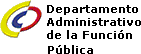 Departamento
Administrativo
de la Función
Pública